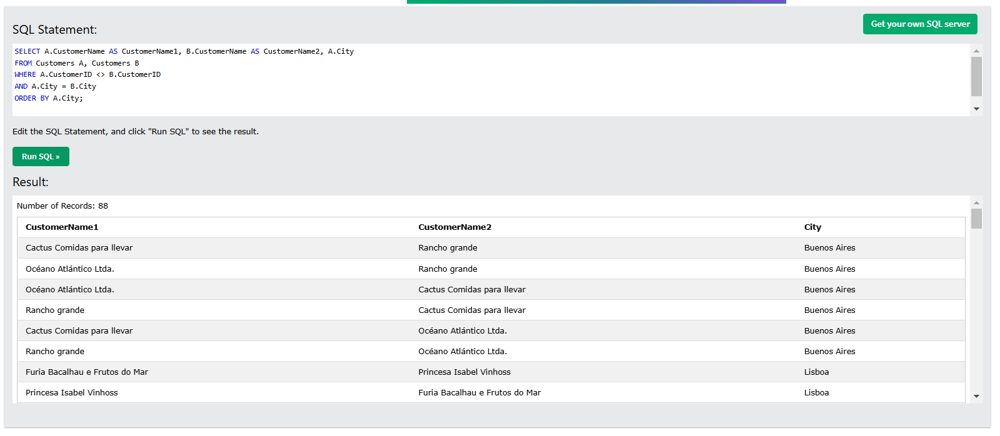 SQL Statement:
Get your own SQL server
SELECT A.CustomerName AS CustomerName1, B.CustomerName AS CustomerName2, A.City
FROM Customers A, Customers B
WHERE A.CustomerID <> B.CustomerID
AND A.City = B.City
ORDER BY A.City;
Edit the SQL Statement, and click "Run SQL" to see the result.
Run SQL »
Result:
Number of Records: 88
CustomerName1 CustomerName2 City
Cactus Comidas para llevar Rancho grande Buenos Aires
Océano Atlántico Ltda. Rancho grande Buenos Aires
Océano Atlántico Ltda. Cactus Comidas para llevar Buenos Aires
Rancho grande Cactus Comidas para llevar Buenos Aires
Cactus Comidas para llevar Océano Atlántico Ltda. Buenos Aires
Rancho grande Océano Atlántico Ltda. Buenos Aires
Furia Bacalhau e Frutos do Mar Princesa Isabel Vinhoss Lisboa
Princesa Isabel Vinhoss Furia Bacalhau e Frutos do Mar Lisboa